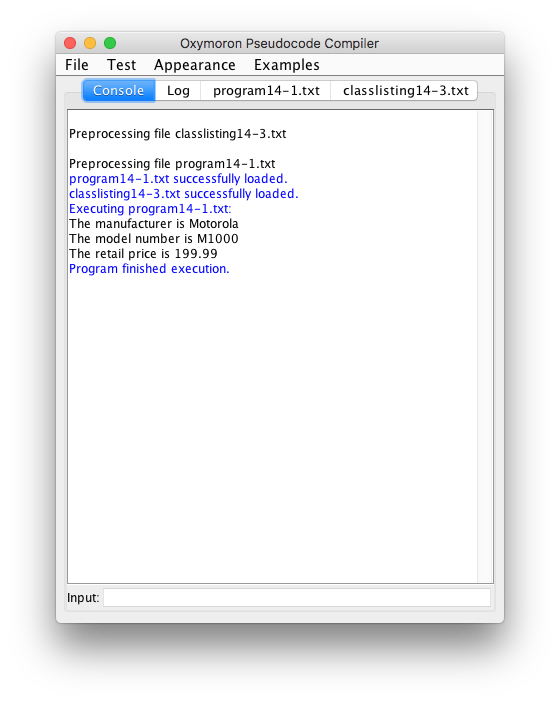 Oxymoron Pseudocode Compiler
File Test Appearance Examples
Console Log program14-1.txt classlisting14-3.txt
Preprocessing file classlisting14-3.txt
Preprocessing file program14-1.txt
program14-1.txt successfully loaded.
classlisting14-3.txt successfully loaded.
Executing program14-1.txt:
The manufacturer is Motorola
The model number is M1000
The retail price is 199.99
Program finished execution.
Input: